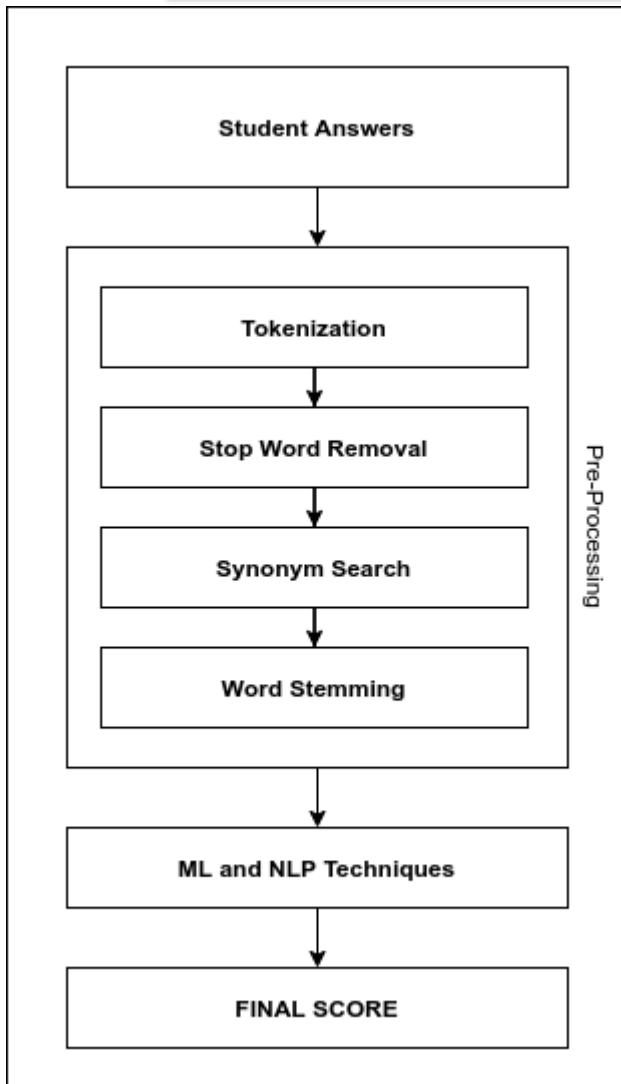 Student Answers
Tokenization
Stop Word Removal
Synonym Search
Word Stemming
Pre-Processing
ML and NLP Techniques
FINAL SCORE